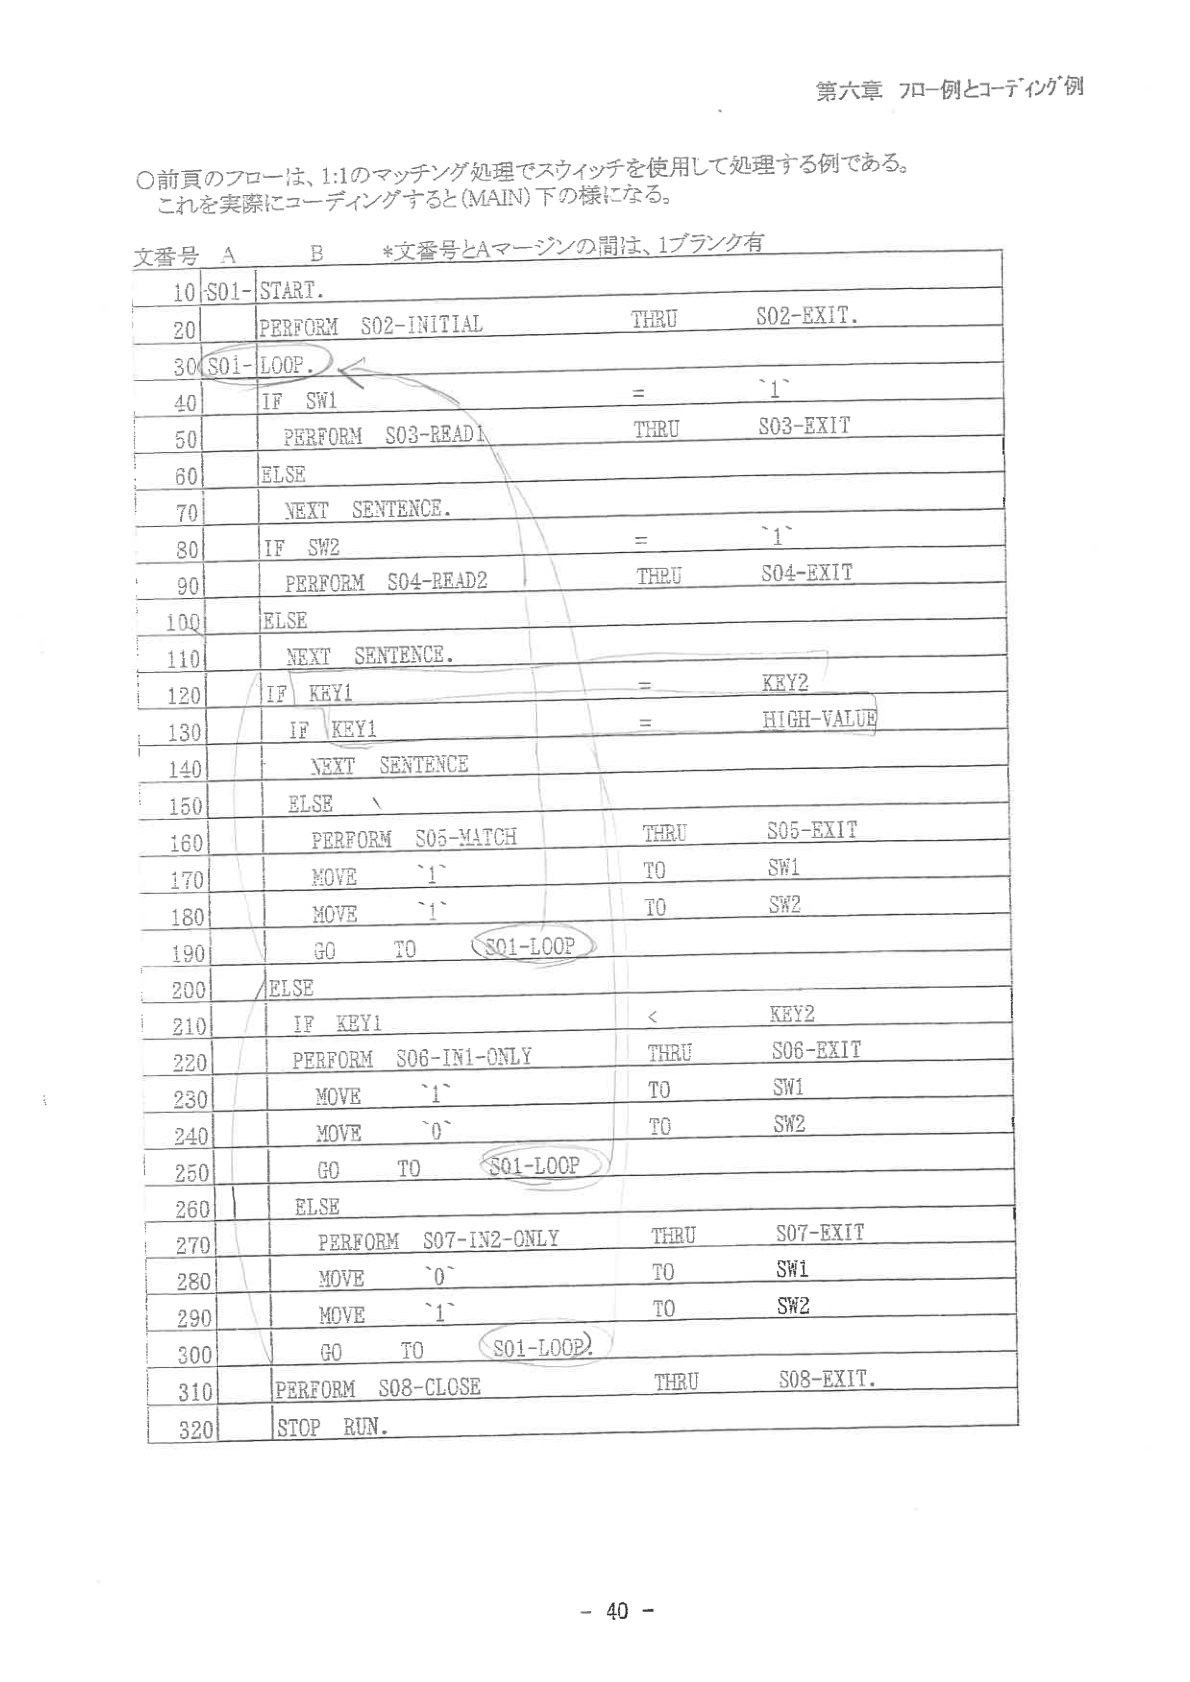 第六章 フロー例とコーディング例
○前頁のフローは、1:1のマッチング処理でスウィッチを使用して処理する例である。
これを実際にコーディングすると(MAIN)下の様になる。
文番号 A B *文番号とAマージンの間は、1ブランク有
10 S01-START.
20 PERFORM S02-INITIAL THRU S02-EXIT.
30 S01-LOOP.
40 IF SW1 = `1`
50 PERFORM S03-READ1 THRU S03-EXIT
60 ELSE
70 NEXT SENTENCE.
80 IF SW2 = `1`
90 PERFORM S04-READ2 THRU S04-EXIT
100 ELSE
110 NEXT SENTENCE.
120 IF KEY1 = KEY2
130 IF KEY1 = HIGH-VALUE
140 NEXT SENTENCE
150 ELSE
160 PERFORM S05-MATCH THRU S05-EXIT
170 MOVE `1` TO SW1
180 MOVE `1` TO SW2
190 GO TO S01-LOOP
200 ELSE
210 IF KEY1 < KEY2
220 PERFORM S06-IN1-ONLY THRU S06-EXIT
230 MOVE `1` TO SW1
240 MOVE `0` TO SW2
250 GO TO S01-LOOP
260 ELSE
270 PERFORM S07-IN2-ONLY THRU S07-EXIT
280 MOVE `0` TO SW1
290 MOVE `1` TO SW2
300 GO TO S01-LOOP.
310 PERFORM S08-CLOSE THRU S08-EXIT.
320 STOP RUN.
- 40 -